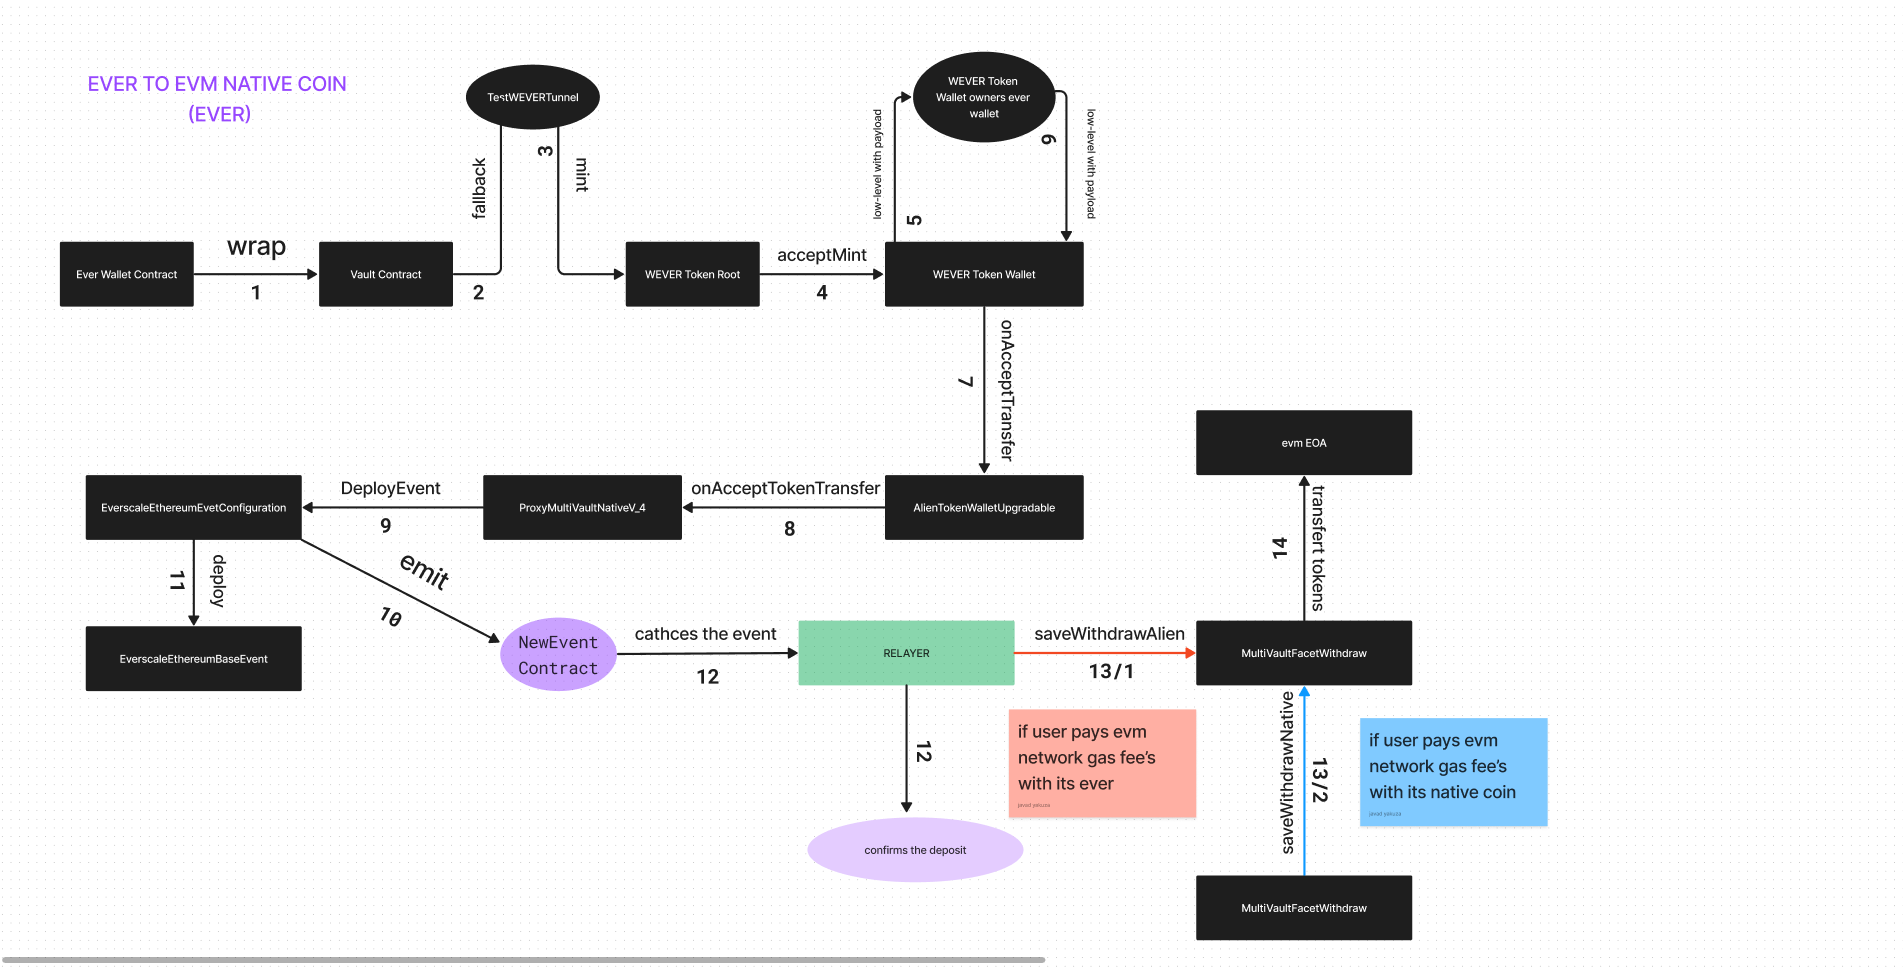 EVER TO EVM NATIVE COIN
(EVER)
TestWEVERTunnel
WEVER Token
Wallet owners ever
wallet
fallback
3
mint
low-level with payload
5
6
low-level with payload
Ever Wallet Contract
wrap
1
Vault Contract
2
WEVER Token Root
acceptMint
4
WEVER Token Wallet
7
onAcceptTransfer
evm EOA
EverscaleEthereumEvetConfiguration
DeployEvent
9
ProxyMultiVaultNativeV_4
onAcceptTokenTransfer
8
AlienTokenWalletUpgradable
14
transfert tokens
11
deploy
emit
10
EverscaleEthereumBaseEvent
NewEvent
Contract
cathces the event
12
RELAYER
saveWithdrawAlien
13/1
MultiVaultFacetWithdraw
12
if user pays evm
network gas fee's
with its ever
javad yakuza
saveWithdrawNative
13/2
if user pays evm
network gas fee's
with its native coin
javad yakuza
confirms the deposit
MultiVaultFacetWithdraw